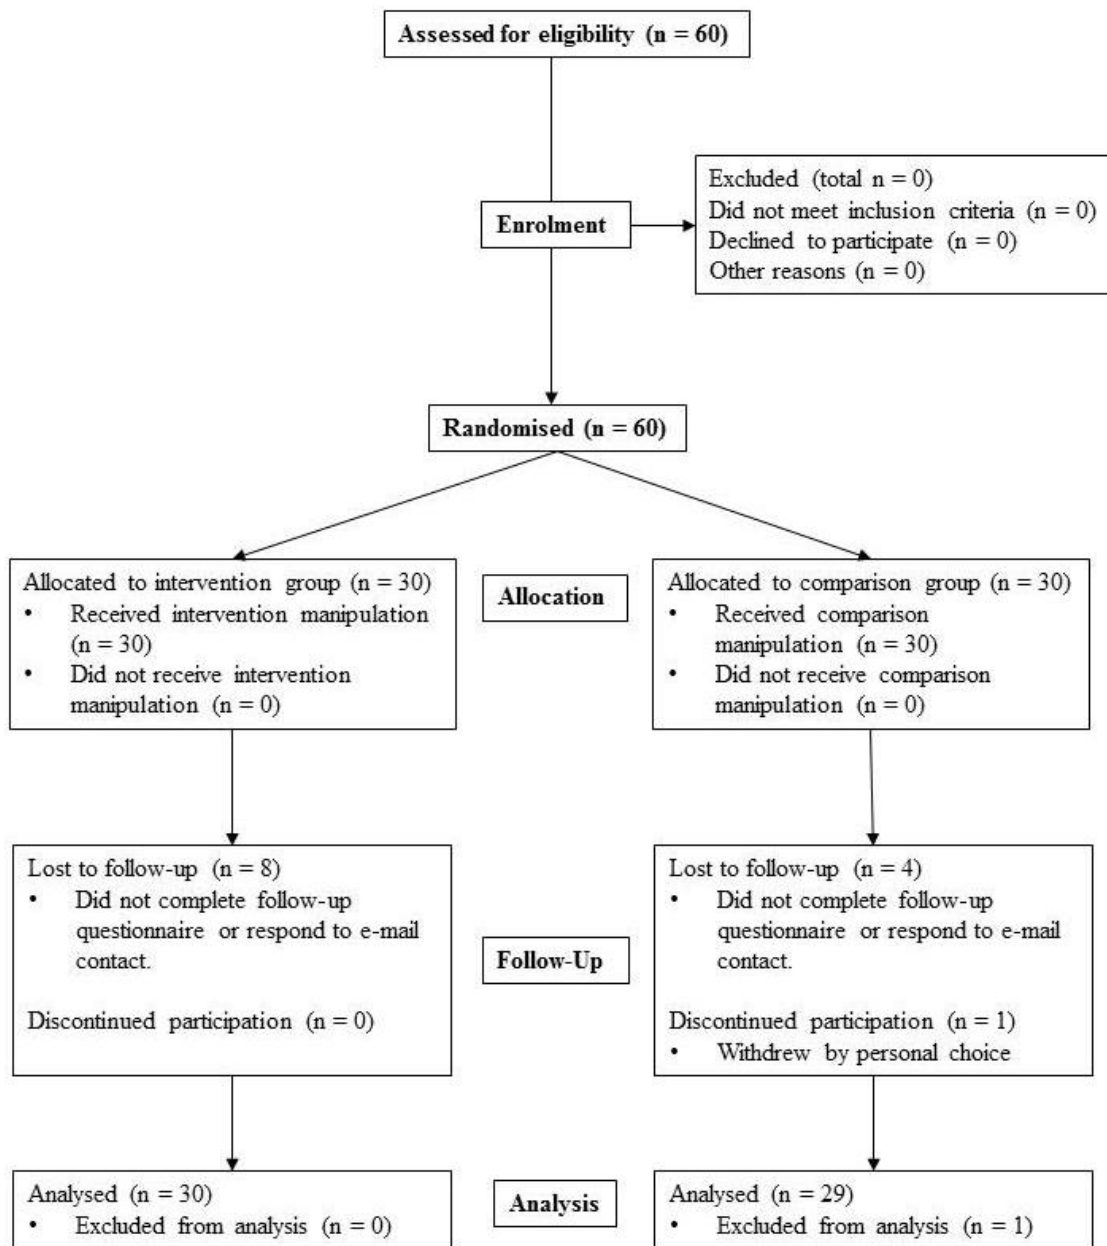 Assessed for eligibility (n = 60)
Enrolment
Excluded (total n = 0)
Did not meet inclusion criteria (n = 0)
Declined to participate (n = 0)
Other reasons (n = 0)
Randomised (n = 60)
Allocated to intervention group (n = 30)
• Received intervention manipulation
(n = 30)
• Did not receive intervention
manipulation (n = 0)
Allocation
Allocated to comparison group (n = 30)
• Received comparison
manipulation (n = 30)
• Did not receive comparison
manipulation (n = 0)
Lost to follow-up (n = 8)
• Did not complete follow-up
questionnaire or respond to e-mail
contact.
Discontinued participation (n = 0)
Follow-Up
Lost to follow-up (n = 4)
• Did not complete follow-up
questionnaire or respond to e-mail
contact.
Discontinued participation (n = 1)
• Withdrew by personal choice
Analysed (n = 30)
• Excluded from analysis (n = 0)
Analysis
Analysed (n = 29)
• Excluded from analysis (n = 1)